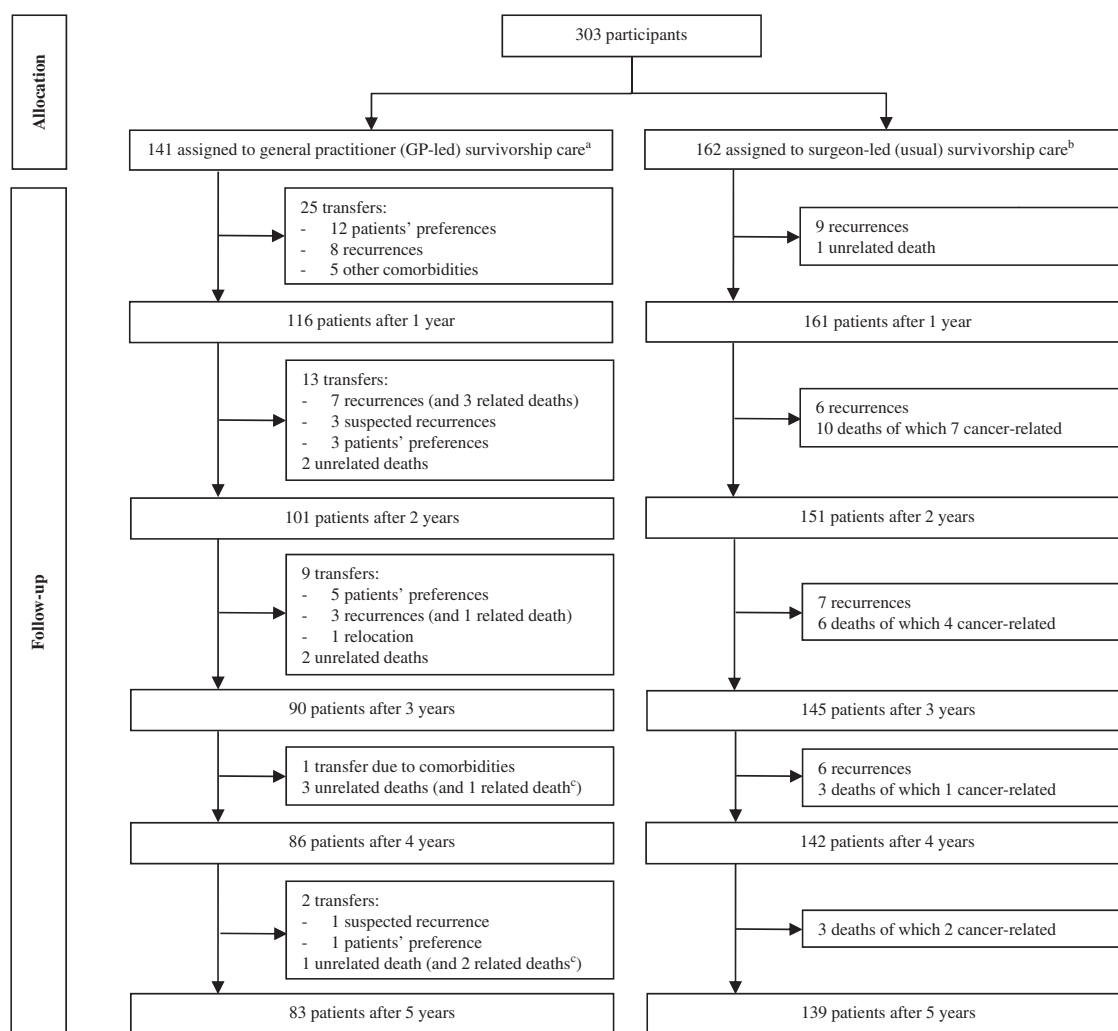 Allocation
303 participants
141 assigned to general practitioner (GP-led) survivorship careᵃ
162 assigned to surgeon-led (usual) survivorship careᵇ
Follow-up
25 transfers:
- 12 patients’ preferences
- 8 recurrences
- 5 other comorbidities
9 recurrences
1 unrelated death
116 patients after 1 year
161 patients after 1 year
13 transfers:
- 7 recurrences (and 3 related deaths)
- 3 suspected recurrences
- 3 patients’ preferences
2 unrelated deaths
6 recurrences
10 deaths of which 7 cancer-related
101 patients after 2 years
151 patients after 2 years
9 transfers:
- 5 patients’ preferences
- 3 recurrences (and 1 related death)
- 1 relocation
2 unrelated deaths
7 recurrences
6 deaths of which 4 cancer-related
90 patients after 3 years
145 patients after 3 years
1 transfer due to comorbidities
3 unrelated deaths (and 1 related deathᶜ)
6 recurrences
3 deaths of which 1 cancer-related
86 patients after 4 years
142 patients after 4 years
2 transfers:
- 1 suspected recurrence
- 1 patients’ preference
1 unrelated death (and 2 related deathsᶜ)
3 deaths of which 2 cancer-related
83 patients after 5 years
139 patients after 5 years